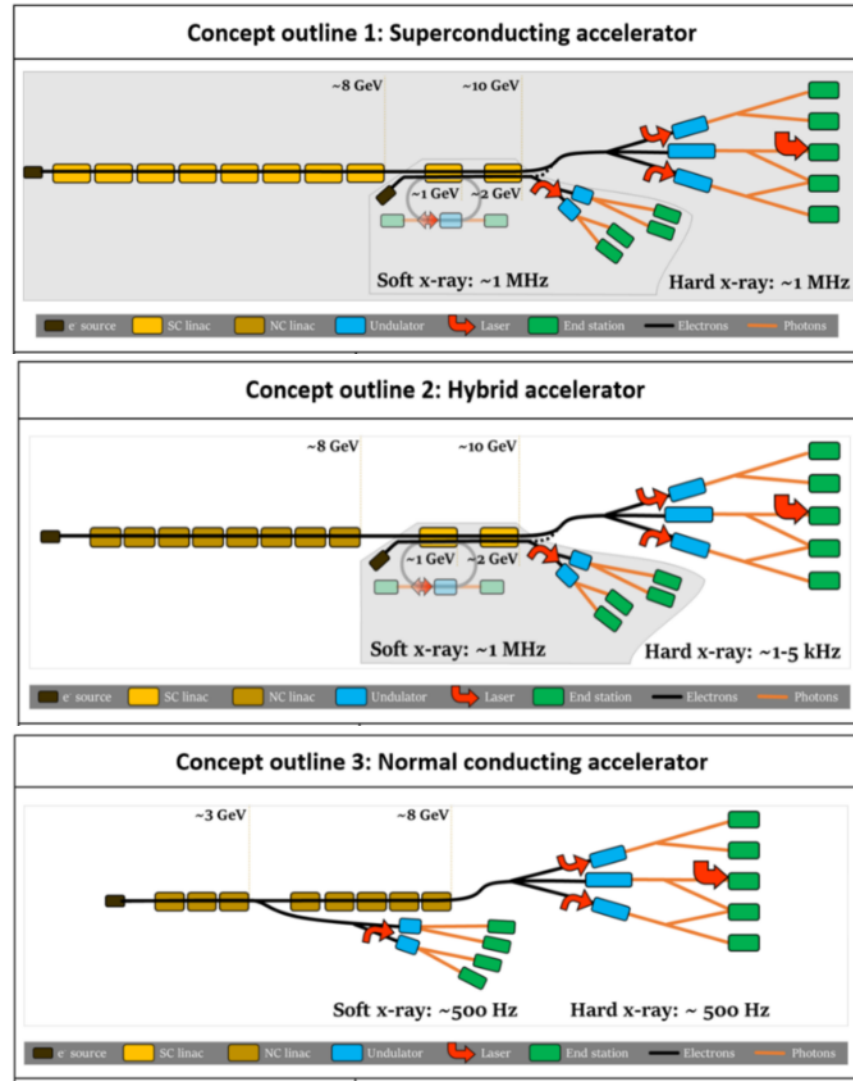 Concept outline 1: Superconducting accelerator
~8 GeV
~10 GeV
~1 GeV
~2 GeV
Soft x-ray: ~1 MHz
Hard x-ray: ~1 MHz
e⁻ source SC linac NC linac Undulator Laser End station Electrons Photons
Concept outline 2: Hybrid accelerator
~8 GeV
~10 GeV
~1 GeV
~2 GeV
Soft x-ray: ~1 MHz
Hard x-ray: ~1-5 kHz
e⁻ source SC linac NC linac Undulator Laser End station Electrons Photons
Concept outline 3: Normal conducting accelerator
~3 GeV
~8 GeV
Soft x-ray: ~500 Hz
Hard x-ray: ~ 500 Hz
e⁻ source SC linac NC linac Undulator Laser End station Electrons Photons